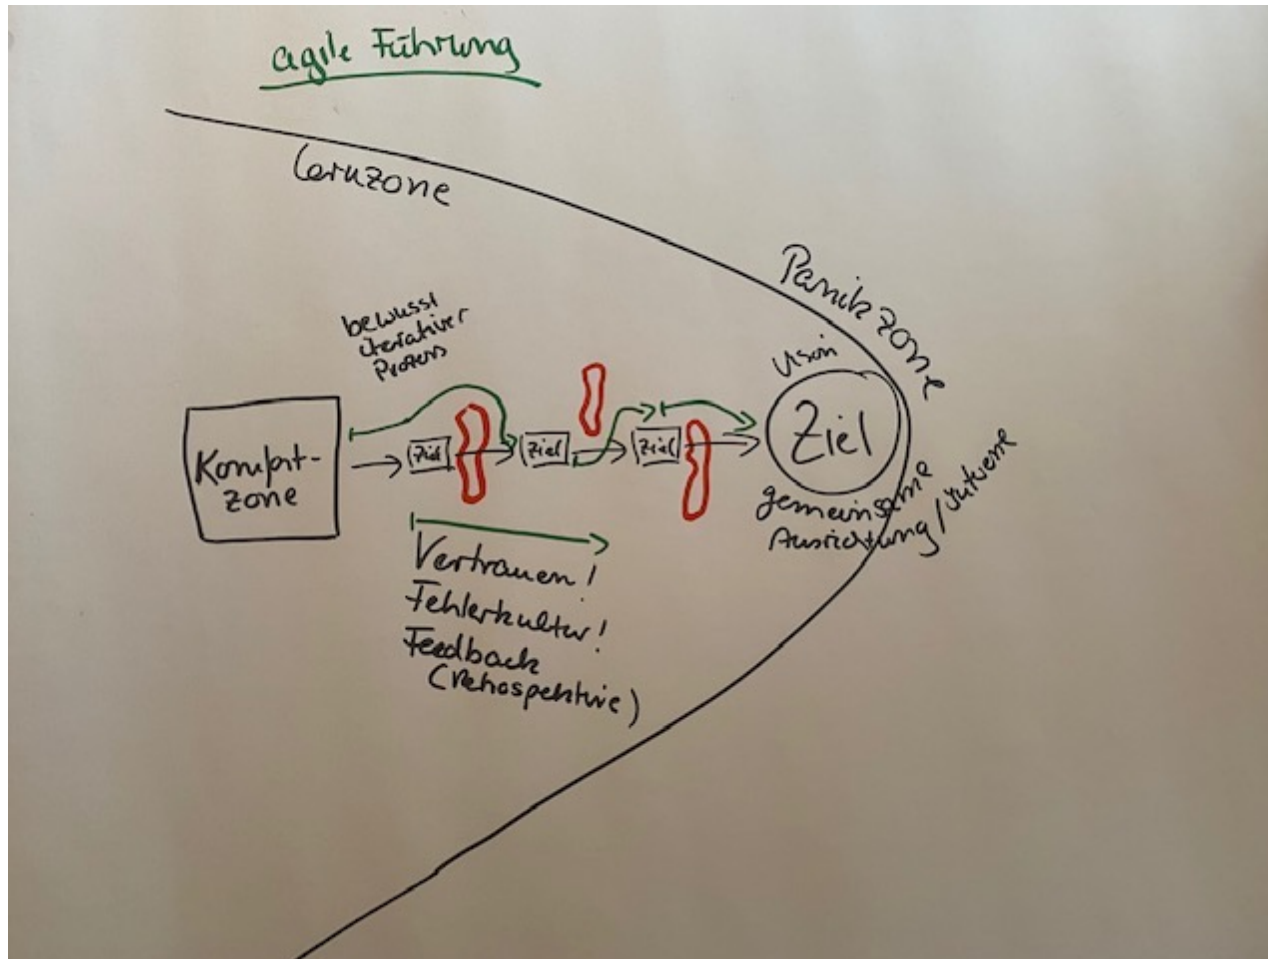 agile Führung
Lernzone
Panikzone
bewusst
iterativer
Prozess
Vision
Komfort-
zone
Ziel
Ziel
Ziel
Ziel
gemeinsame
Ausrichtung/
Vertrauen!
Fehlerkultur!
Feedback
(Retrospektive)